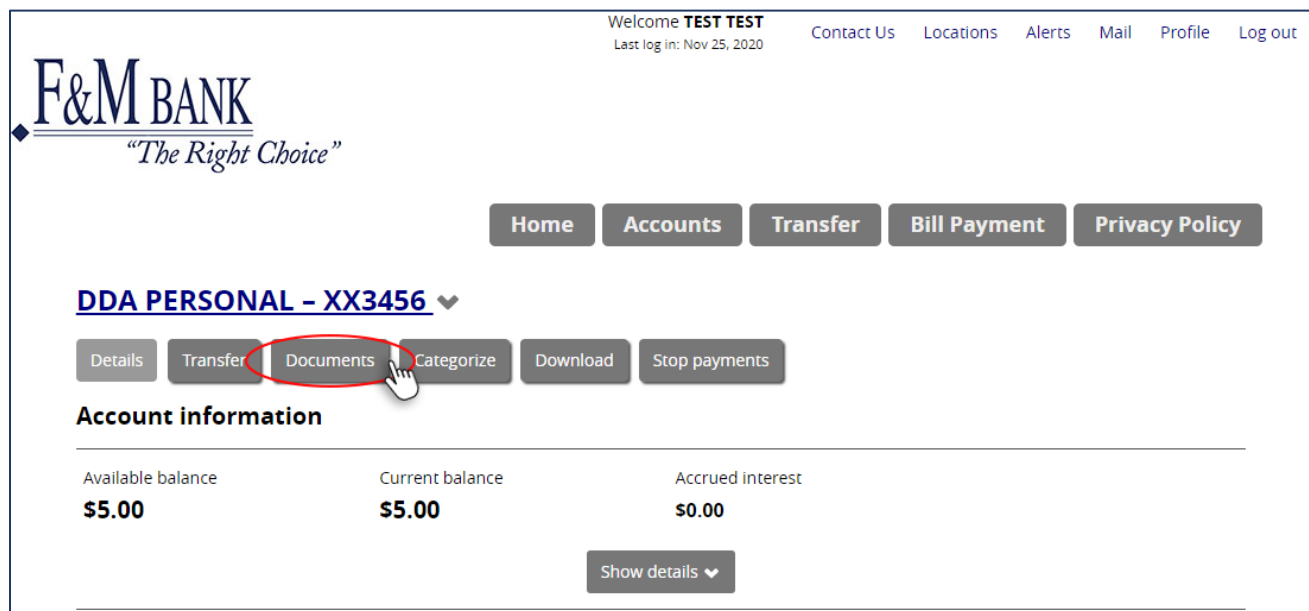 Welcome TEST TEST
Last log in: Nov 25, 2020
Contact Us Locations Alerts Mail Profile Log out
F&M BANK
“The Right Choice”
Home Accounts Transfer Bill Payment Privacy Policy
DDA PERSONAL – XX3456
Details Transfer Documents Categorize Download Stop payments
Account information
Available balance Current balance Accrued interest
$5.00 $5.00 $0.00
Show details